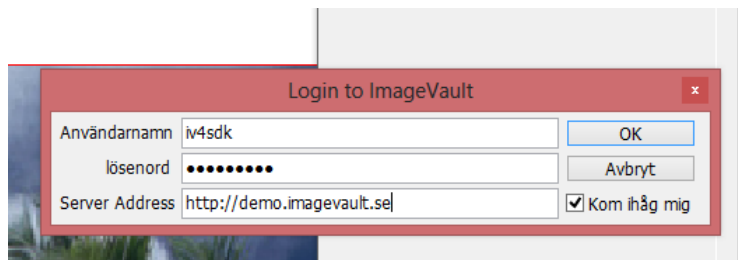 Login to ImageVault
x
Användarnamn iv4sdk OK
lösenord ●●●●●●●●● Avbryt
Server Address http://demo.imagevault.se Kom ihåg mig